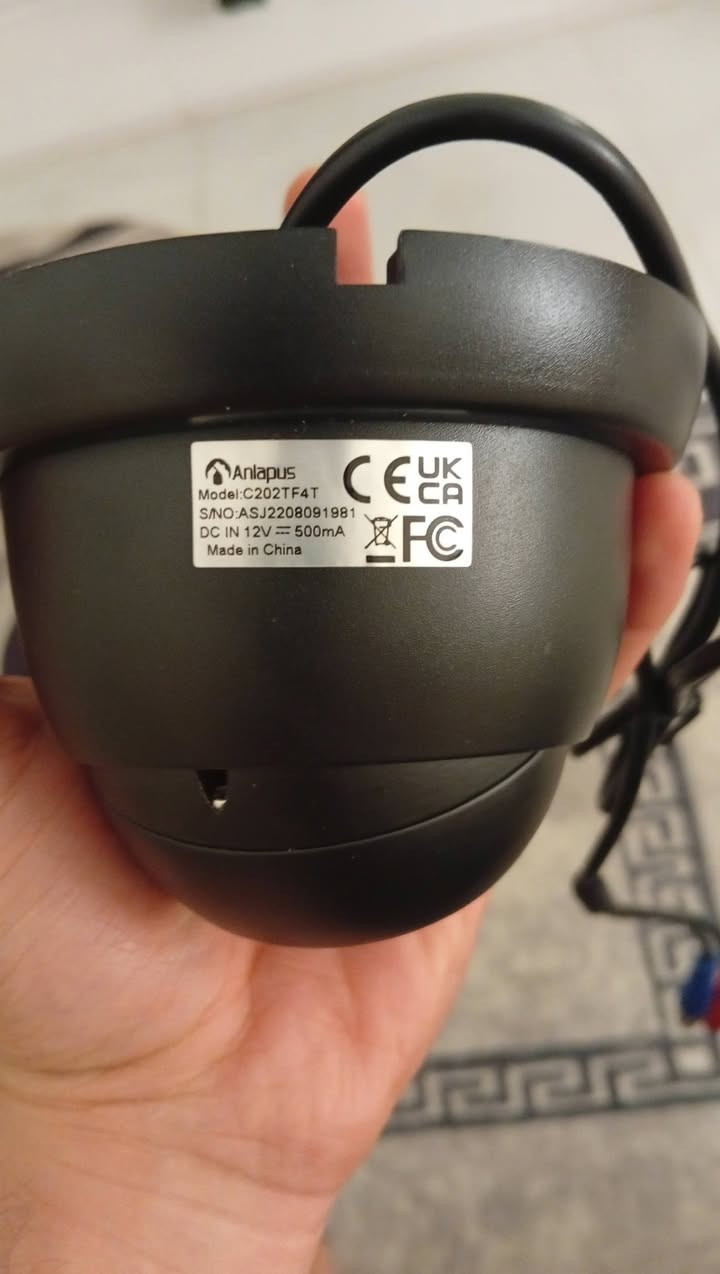 Anlapus
Model:C202TF4T
S/NO:ASJ2208091981
DC IN 12V ⎓ 500mA
Made in China
CE UK
CA
FC